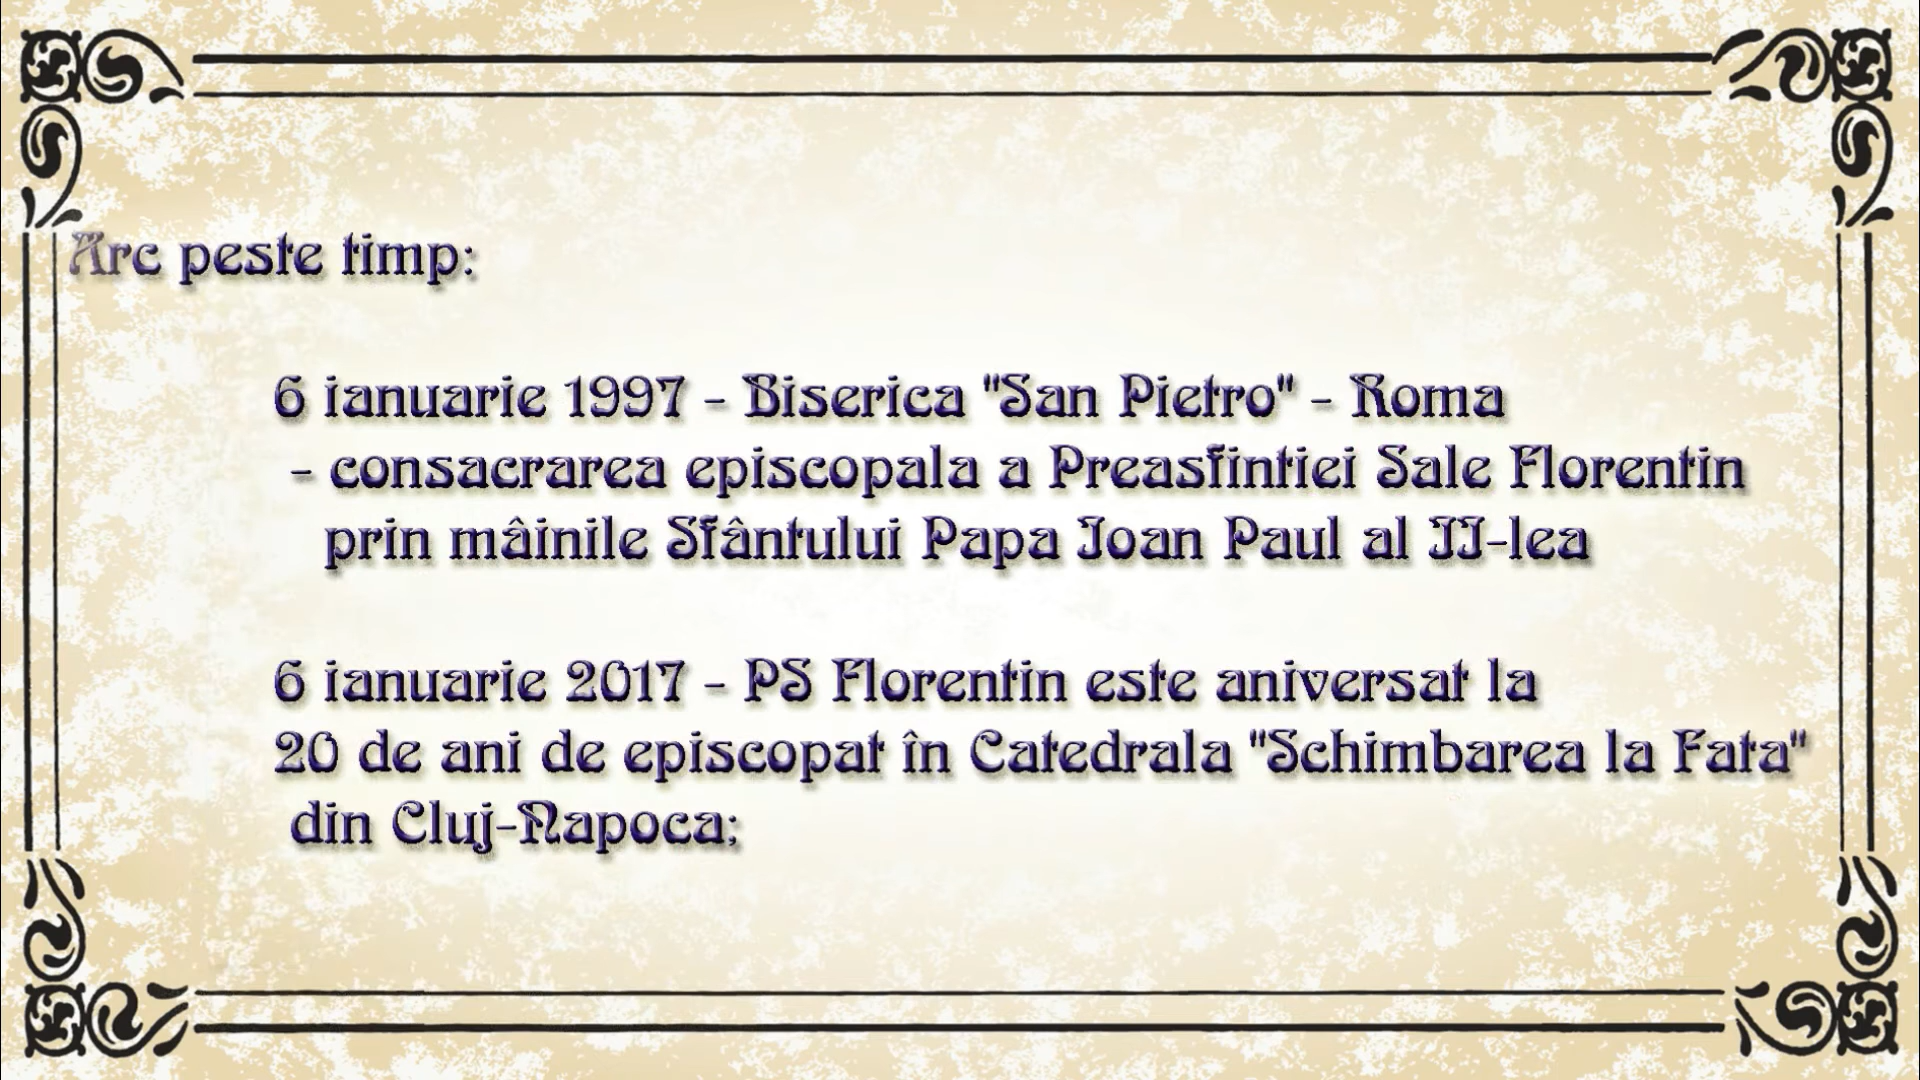 Arc peste timp:
6 ianuarie 1997 - Biserica "San Pietro" - Roma
- consacrarea episcopala a Preasfintiei Sale Florentin
prin mâinile Sfântului Papa Ioan Paul al II-lea
6 ianuarie 2017 - PS Florentin este aniversat la
20 de ani de episcopat în Catedrala "Schimbarea la Fata"
din Cluj-Napoca;